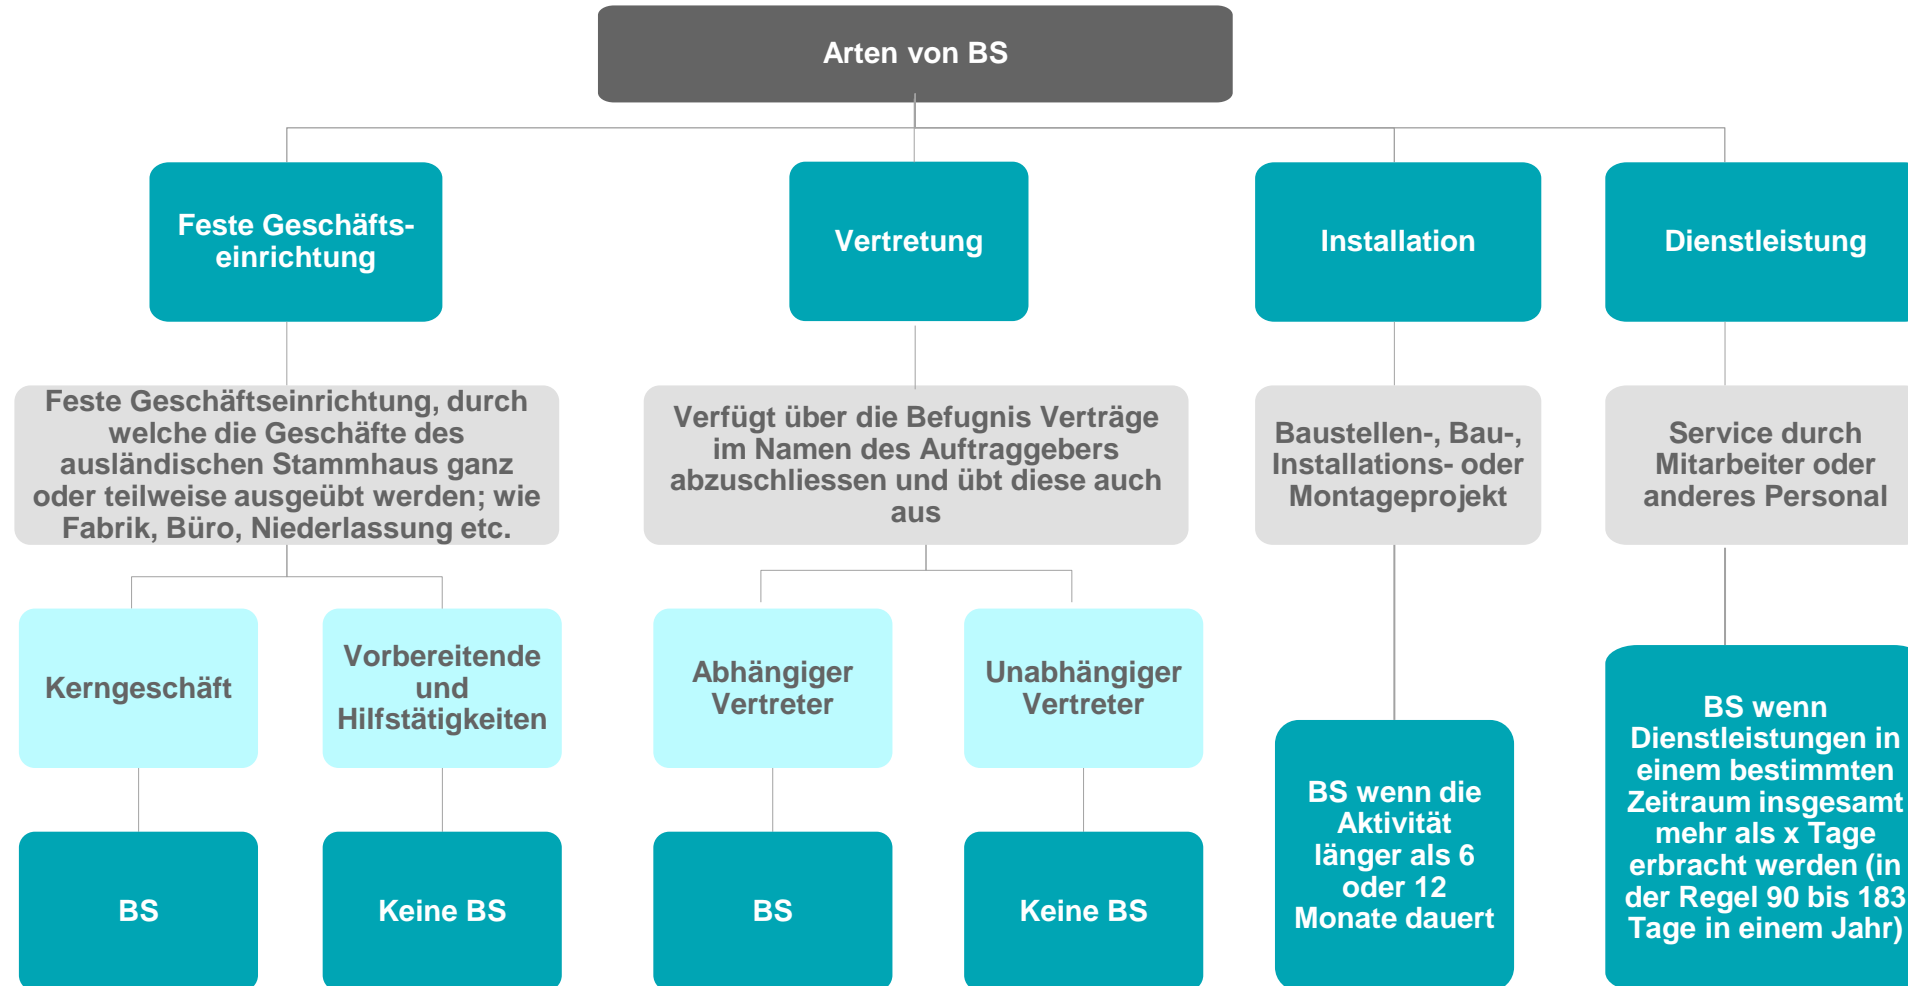 Arten von BS
Feste Geschäfts-
einrichtung
Vertretung
Installation
Dienstleistung
Feste Geschäftseinrichtung, durch
welche die Geschäfte des
ausländischen Stammhaus ganz
oder teilweise ausgeübt werden; wie
Fabrik, Büro, Niederlassung etc.
Verfügt über die Befugnis Verträge
im Namen des Auftraggebers
abzuschliessen und übt diese auch
aus
Baustellen-, Bau-,
Installations- oder
Montageprojekt
Service durch
Mitarbeiter oder
anderes Personal
Kerngeschäft
Vorbereitende
und
Hilfstätigkeiten
Abhängiger
Vertreter
Unabhängiger
Vertreter
BS
Keine BS
BS
Keine BS
BS wenn die
Aktivität
länger als 6
oder 12
Monate dauert
BS wenn
Dienstleistungen in
einem bestimmten
Zeitraum insgesamt
mehr als x Tage
erbracht werden (in
der Regel 90 bis 183
Tage in einem Jahr)